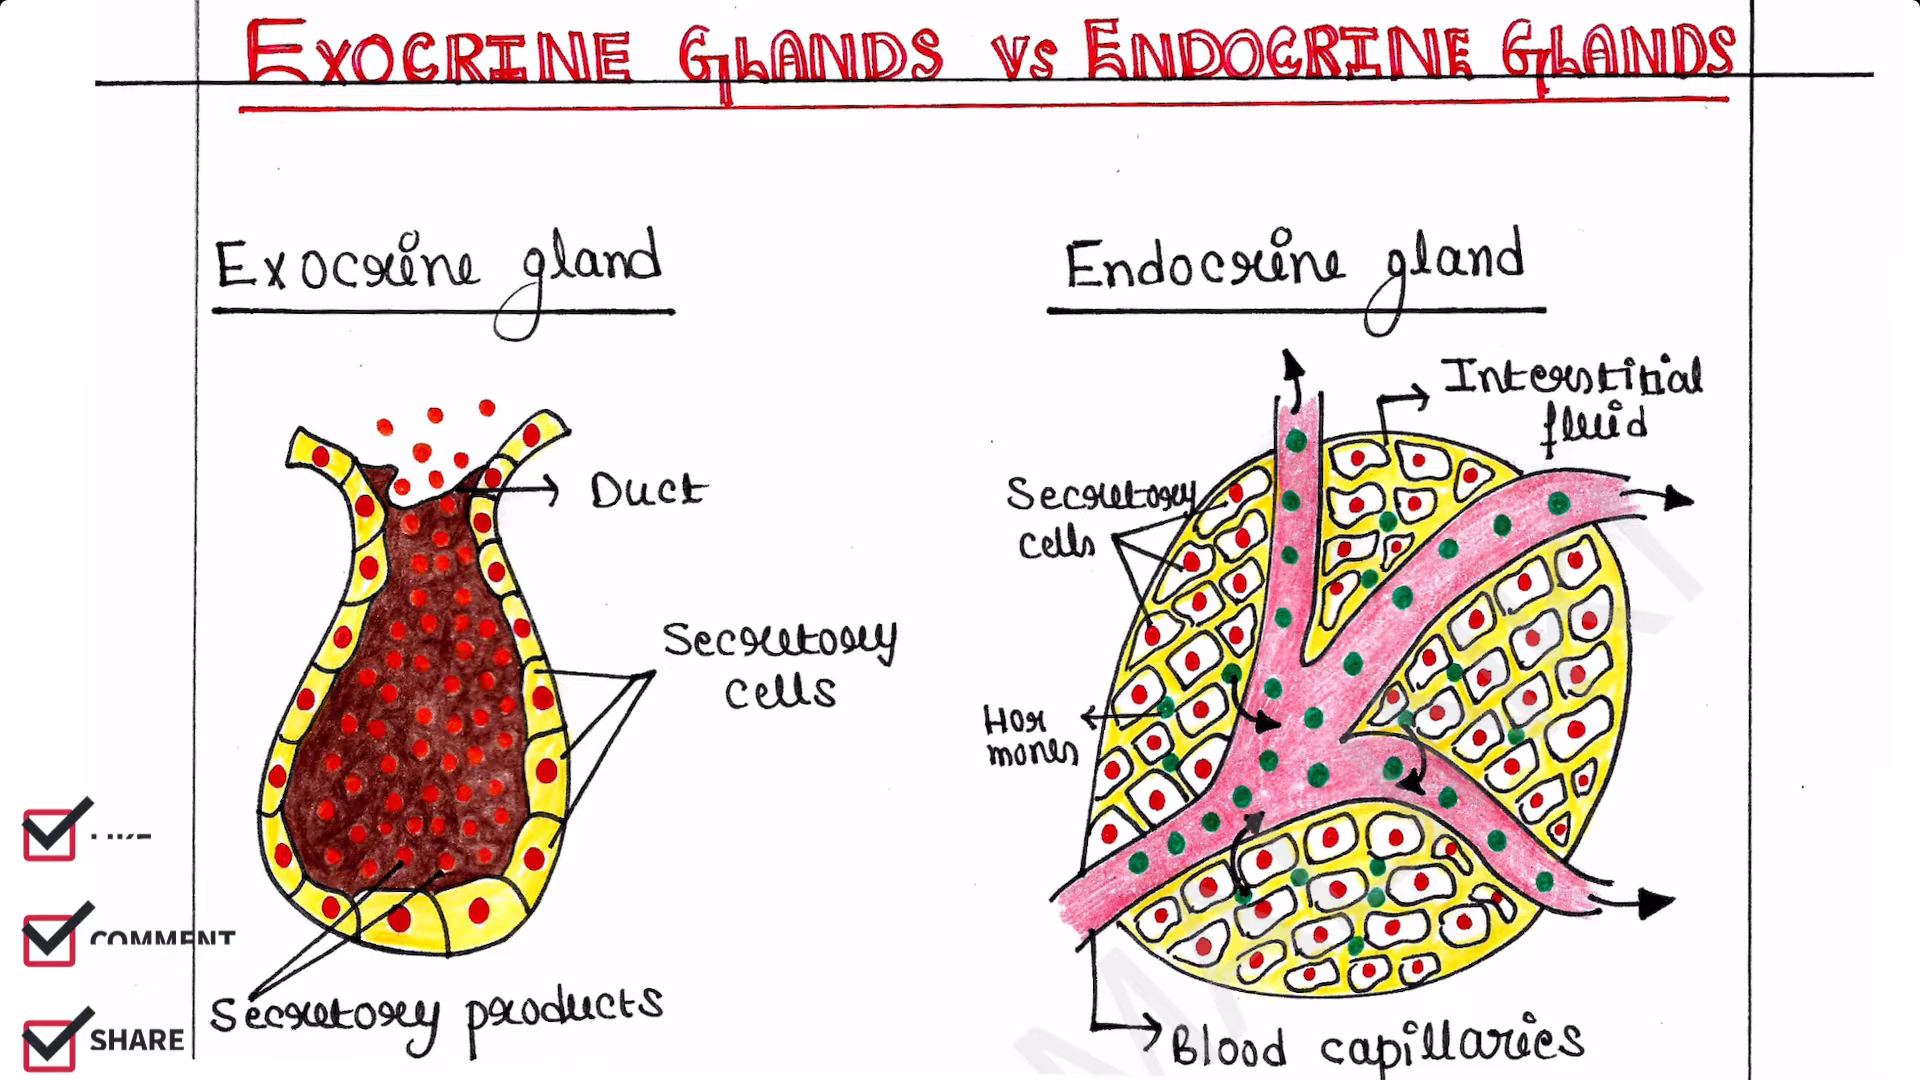 EXOCRINE GLANDS VS ENDOCRINE GLANDS
Exocrine gland
Endocrine gland
Interstitial
fluid
Duct
Secretory
cells
Secretory
cells
Hor
mones
Secretory products
Blood capillaries
LIKE
COMMENT
SHARE